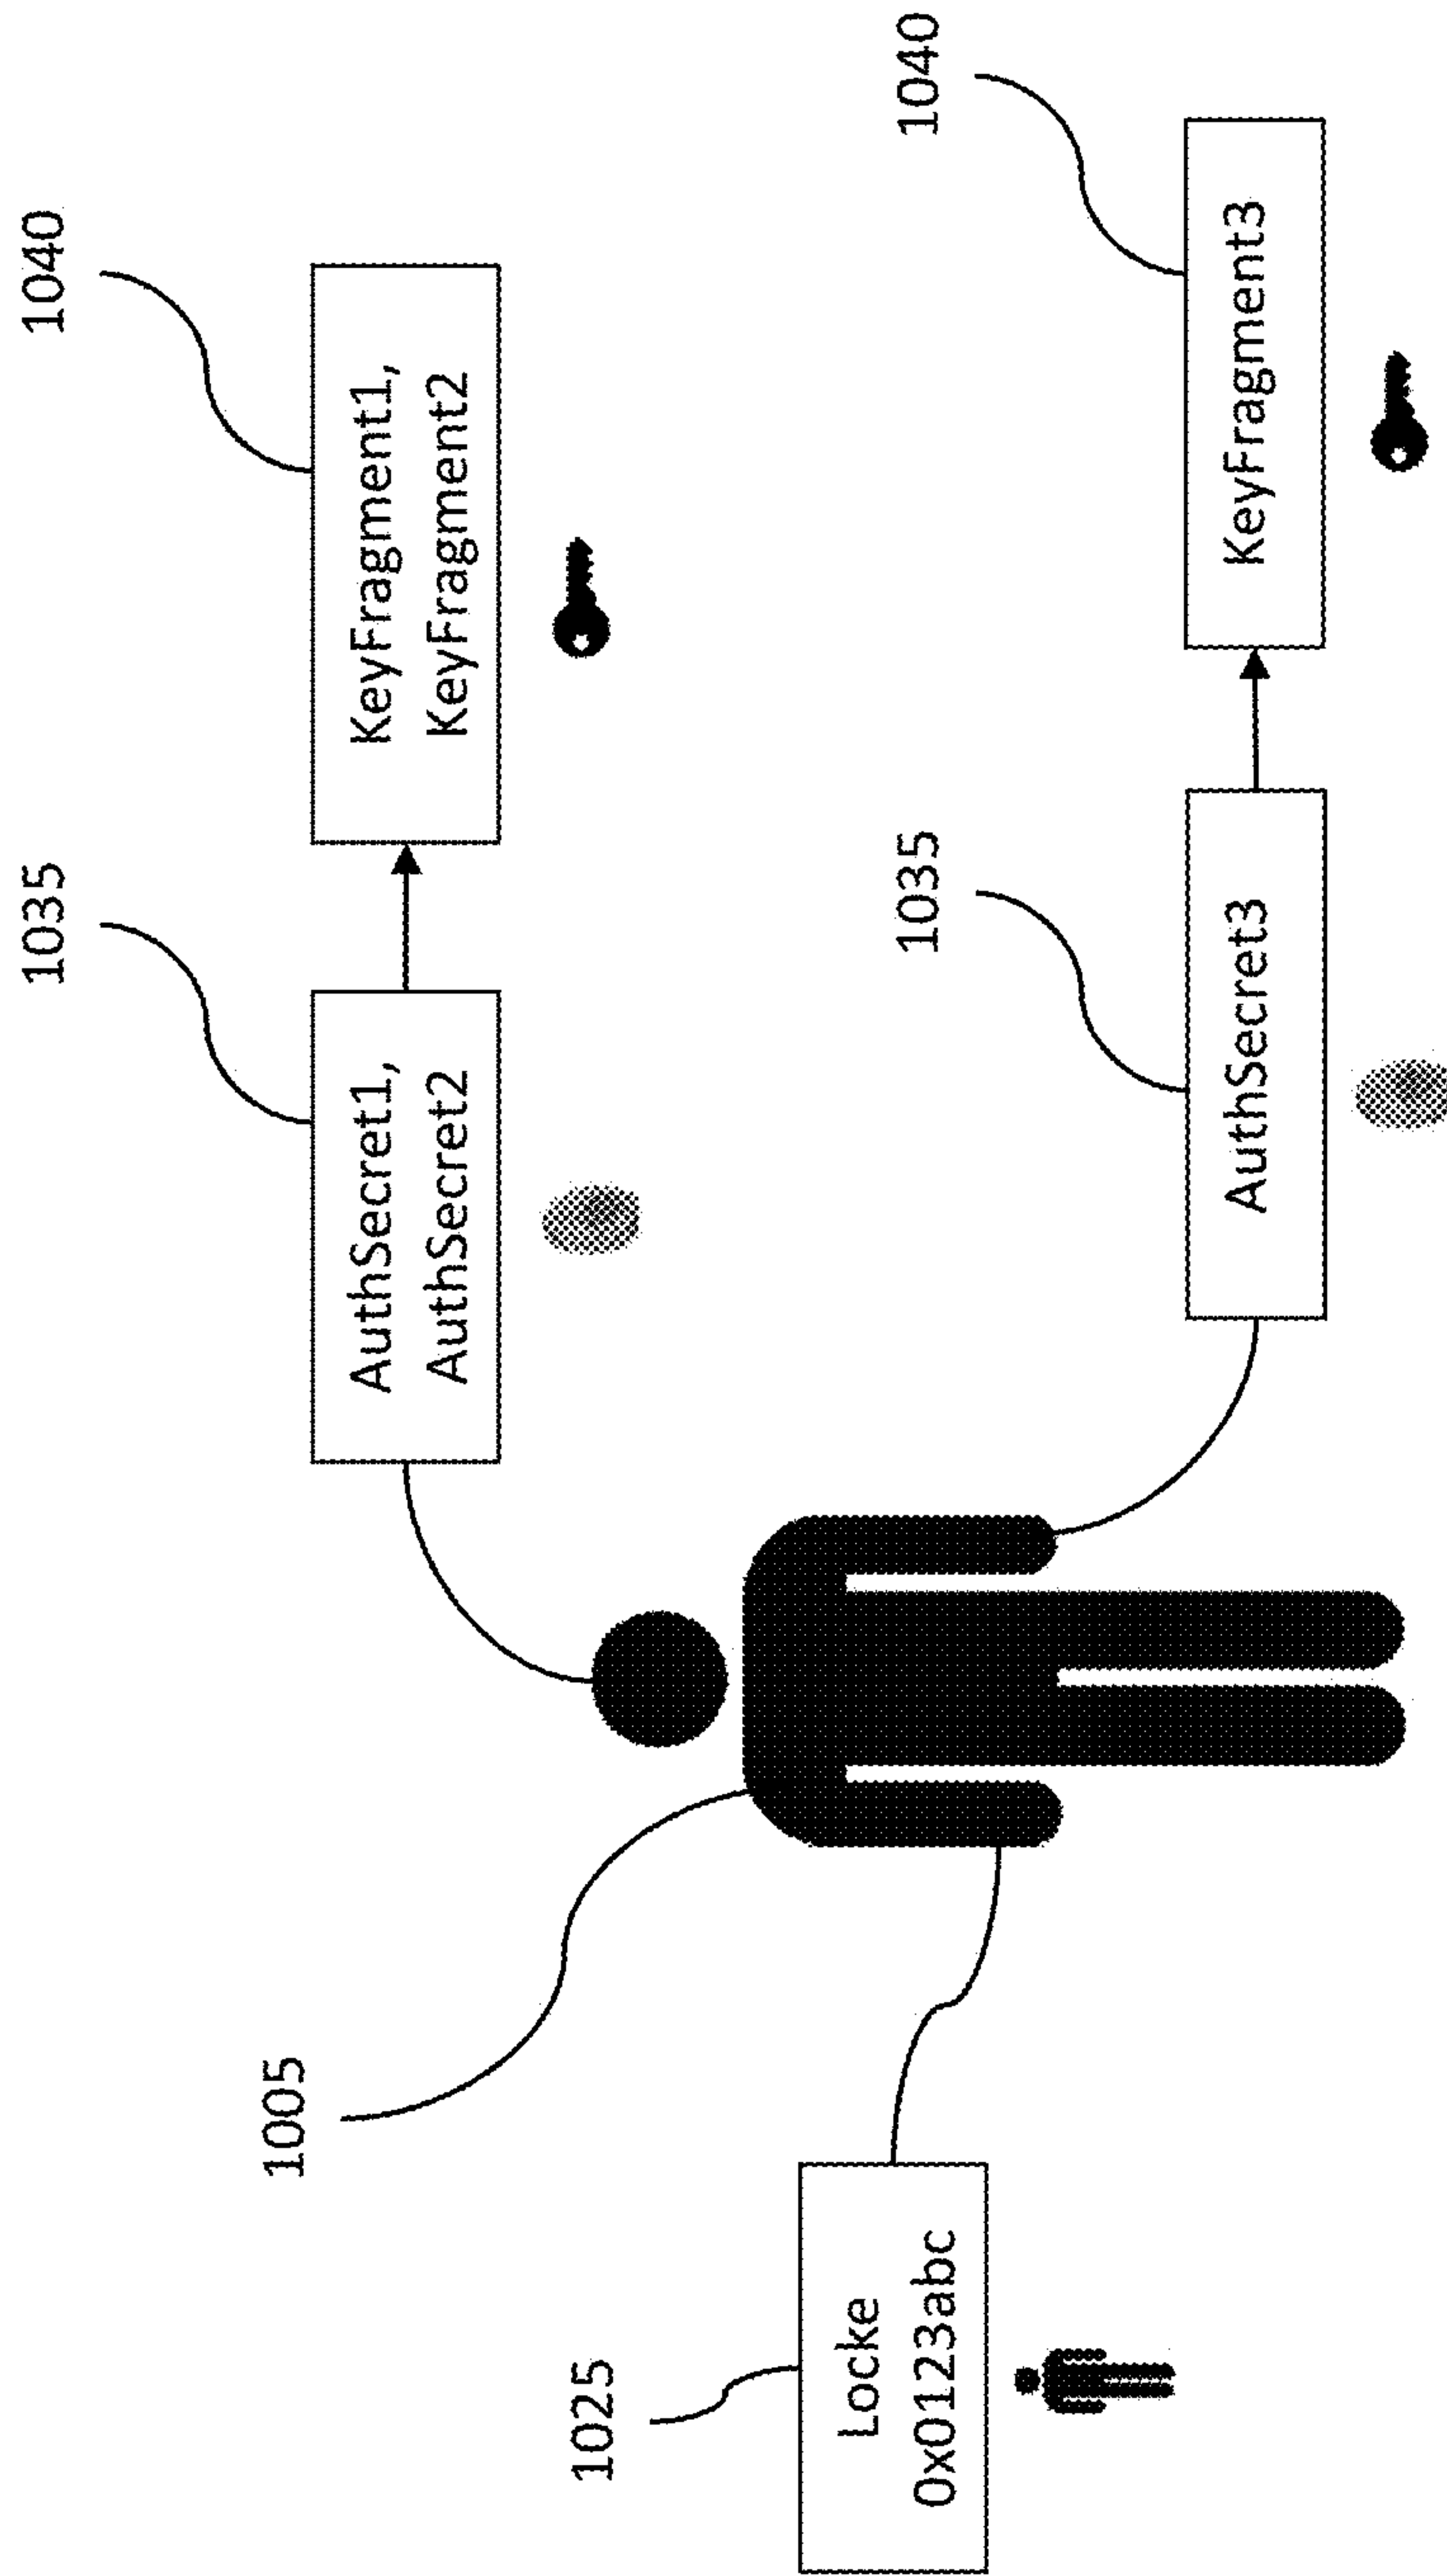 1040
1035
KeyFragment1,
KeyFragment2
AuthSecret1,
AuthSecret2
1005
1025
Locke
0x0123abc
1040
1035
KeyFragment3
AuthSecret3